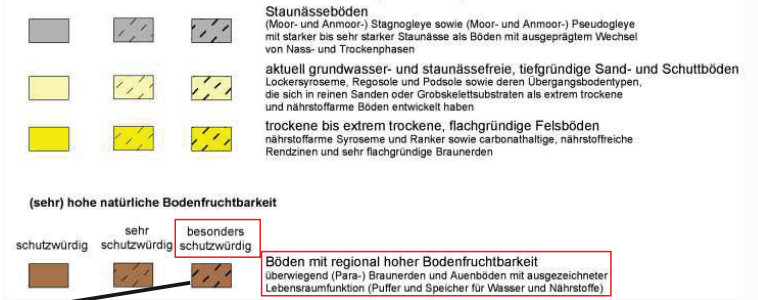 Staunässeböden
(Moor- und Anmoor-) Stagnogleye sowie (Moor- und Anmoor-) Pseudogleye
mit starker bis sehr starker Staunässe als Böden mit ausgeprägtem Wechsel
von Nass- und Trockenphasen
aktuell grundwasser- und staunässefreie, tiefgründige Sand- und Schuttböden
Lockersyroseme, Regosole und Podsole sowie deren Übergangsbodentypen,
die sich in reinen Sanden oder Grobskelettsubstraten als extrem trockene
und nährstoffarme Böden entwickelt haben
trockene bis extrem trockene, flachgründige Felsböden
nährstoffarme Syroseme und Ranker sowie carbonathaltige, nährstoffreiche
Rendzinen und sehr flachgründige Braunerden
(sehr) hohe natürliche Bodenfruchtbarkeit
sehr besonders
schutzwürdig schutzwürdig schutzwürdig
Böden mit regional hoher Bodenfruchtbarkeit
überwiegend (Para-) Braunerden und Auenböden mit ausgezeichneter
Lebensraumfunktion (Puffer und Speicher für Wasser und Nährstoffe)